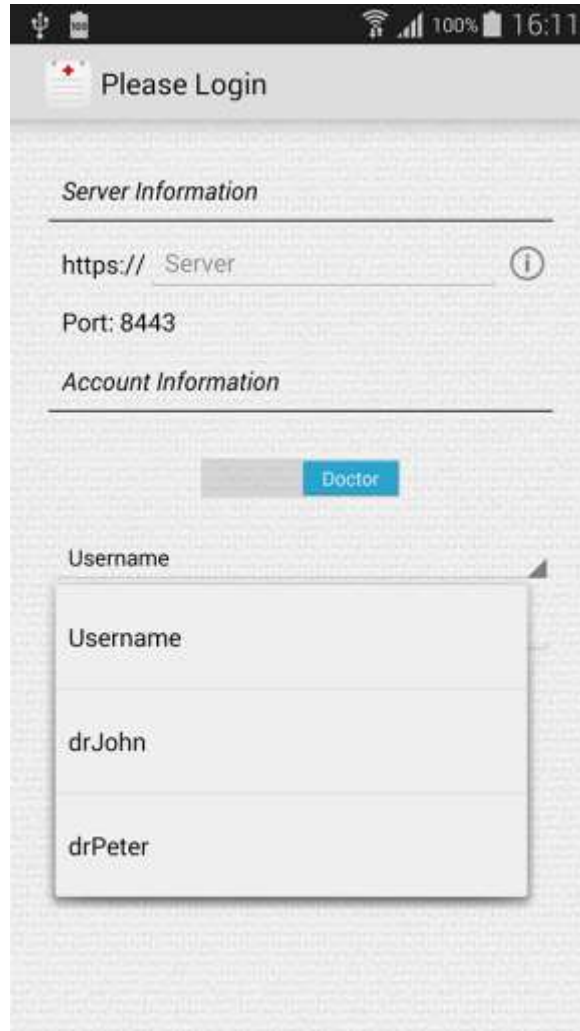 100% 16:11
Please Login
Server Information
https:// Server
Port: 8443
Account Information
Doctor
Username
Username
drJohn
drPeter